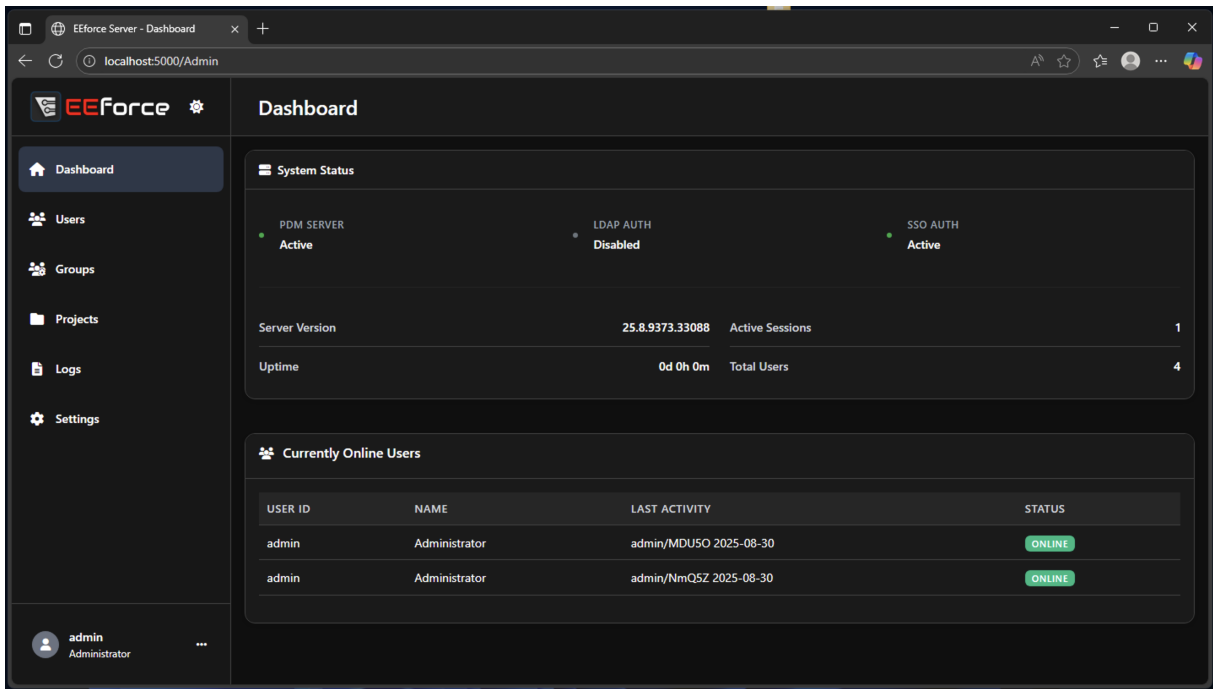 EEforce Server - Dashboard
localhost:5000/Admin
EEforce
Dashboard
Dashboard
Users
Groups
Projects
Logs
Settings
admin
Administrator
System Status
PDM SERVER
Active
LDAP AUTH
Disabled
SSO AUTH
Active
Server Version 25.8.9373.33088 Active Sessions 1
Uptime 0d 0h 0m Total Users 4
Currently Online Users
USER ID NAME LAST ACTIVITY STATUS
admin Administrator admin/MDU5O 2025-08-30 ONLINE
admin Administrator admin/NmQ5Z 2025-08-30 ONLINE